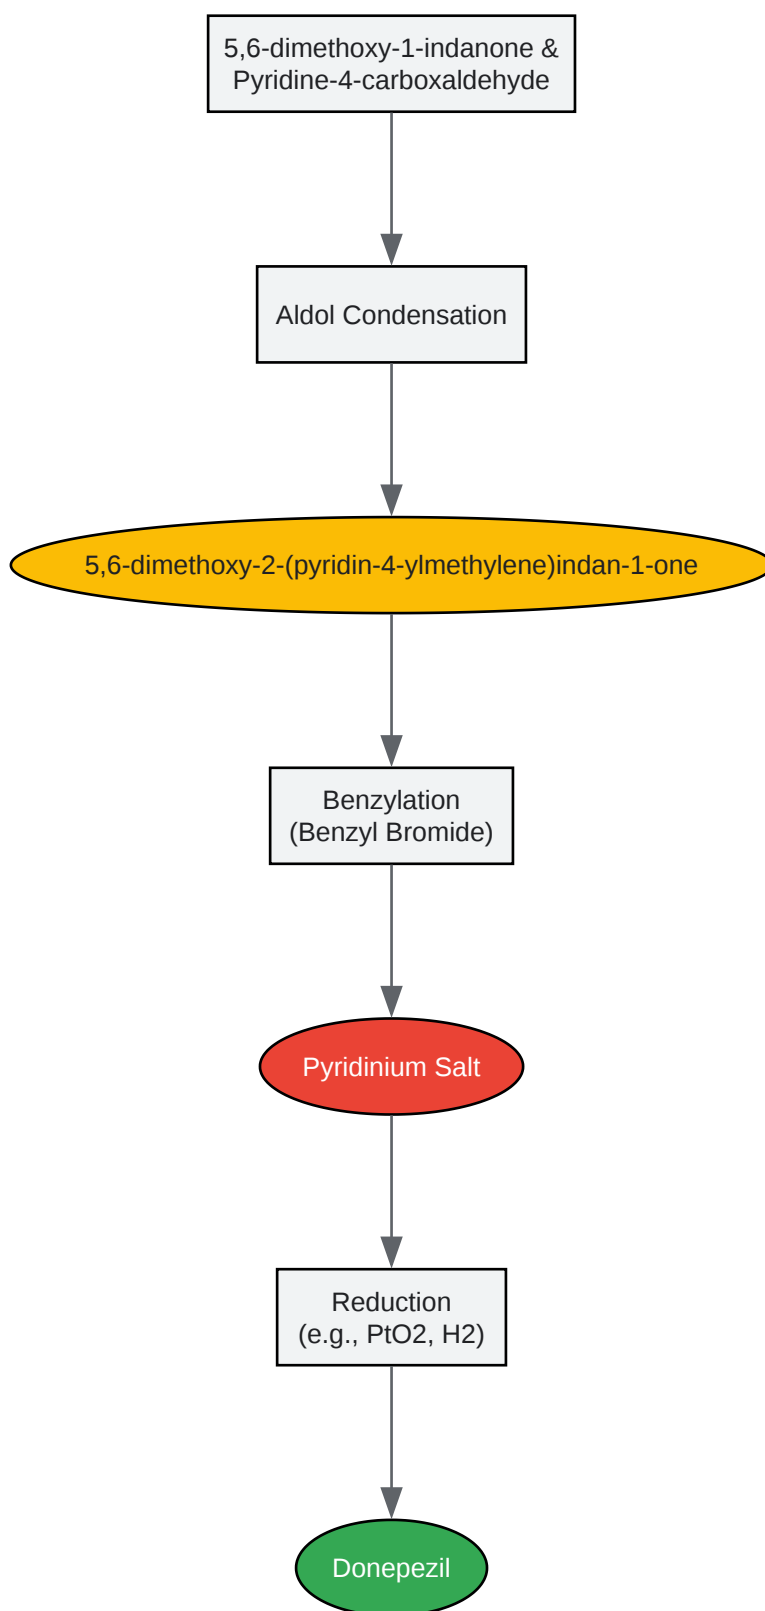 5,6-dimethoxy-1-indanone &
Pyridine-4-carboxaldehyde
Aldol Condensation
5,6-dimethoxy-2-(pyridin-4-ylmethylene)indan-1-one
Benzylation
(Benzyl Bromide)
Pyridinium Salt
Reduction
(e.g., PtO2, H2)
Donepezil